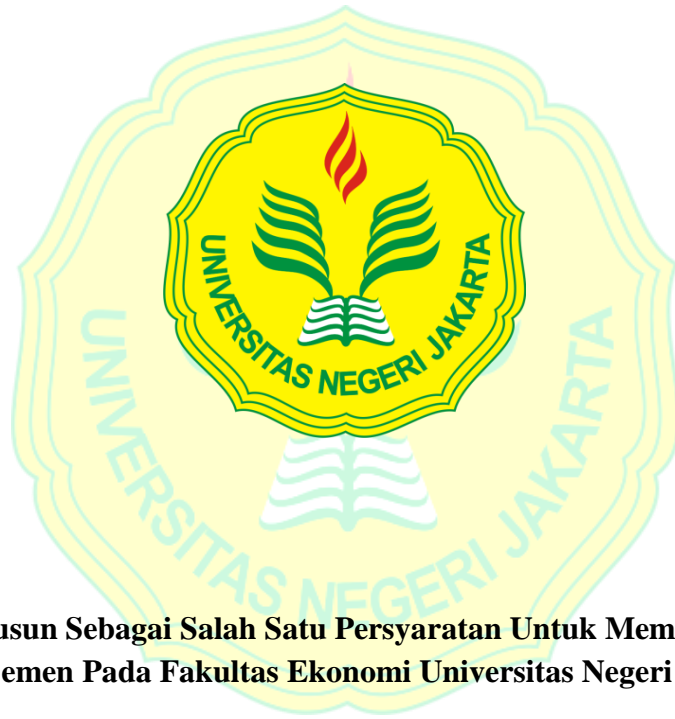 UNIVERSITAS NEGERI JAKARTA
UNIVERSITAS NEGERI JAKARTA
usun Sebagai Salah Satu Persyaratan Untuk Mem
emen Pada Fakultas Ekonomi Universitas Negeri